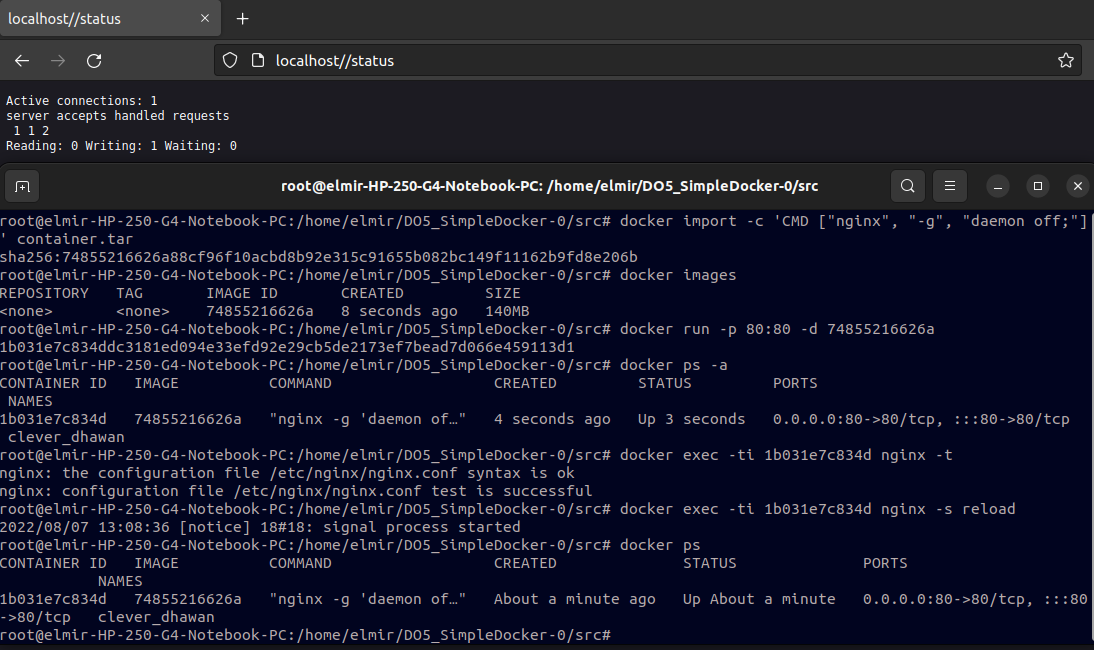 localhost//status
localhost//status
Active connections: 1
server accepts handled requests
 1 1 2
Reading: 0 Writing: 1 Waiting: 0
root@elmir-HP-250-G4-Notebook-PC: /home/elmir/DO5_SimpleDocker-0/src
root@elmir-HP-250-G4-Notebook-PC:/home/elmir/DO5_SimpleDocker-0/src# docker import -c 'CMD ["nginx", "-g", "daemon off;"]
' container.tar
sha256:74855216626a88cf96f10acbd8b92e315c91655b082bc149f11162b9fd8e206b
root@elmir-HP-250-G4-Notebook-PC:/home/elmir/DO5_SimpleDocker-0/src# docker images
REPOSITORY   TAG       IMAGE ID       CREATED         SIZE
<none>       <none>    74855216626a   8 seconds ago   140MB
root@elmir-HP-250-G4-Notebook-PC:/home/elmir/DO5_SimpleDocker-0/src# docker run -p 80:80 -d 74855216626a
1b031e7c834ddc3181ed094e33efd92e29cb5de2173ef7bead7d066e459113d1
root@elmir-HP-250-G4-Notebook-PC:/home/elmir/DO5_SimpleDocker-0/src# docker ps -a
CONTAINER ID   IMAGE          COMMAND                  CREATED         STATUS         PORTS
 NAMES
1b031e7c834d   74855216626a   "nginx -g 'daemon of…"   4 seconds ago   Up 3 seconds   0.0.0.0:80->80/tcp, :::80->80/tcp
 clever_dhawan
root@elmir-HP-250-G4-Notebook-PC:/home/elmir/DO5_SimpleDocker-0/src# docker exec -ti 1b031e7c834d nginx -t
nginx: the configuration file /etc/nginx/nginx.conf syntax is ok
nginx: configuration file /etc/nginx/nginx.conf test is successful
root@elmir-HP-250-G4-Notebook-PC:/home/elmir/DO5_SimpleDocker-0/src# docker exec -ti 1b031e7c834d nginx -s reload
2022/08/07 13:08:36 [notice] 18#18: signal process started
root@elmir-HP-250-G4-Notebook-PC:/home/elmir/DO5_SimpleDocker-0/src# docker ps
CONTAINER ID   IMAGE          COMMAND                  CREATED              STATUS              PORTS
           NAMES
1b031e7c834d   74855216626a   "nginx -g 'daemon of…"   About a minute ago   Up About a minute   0.0.0.0:80->80/tcp, :::80
->80/tcp   clever_dhawan
root@elmir-HP-250-G4-Notebook-PC:/home/elmir/DO5_SimpleDocker-0/src#